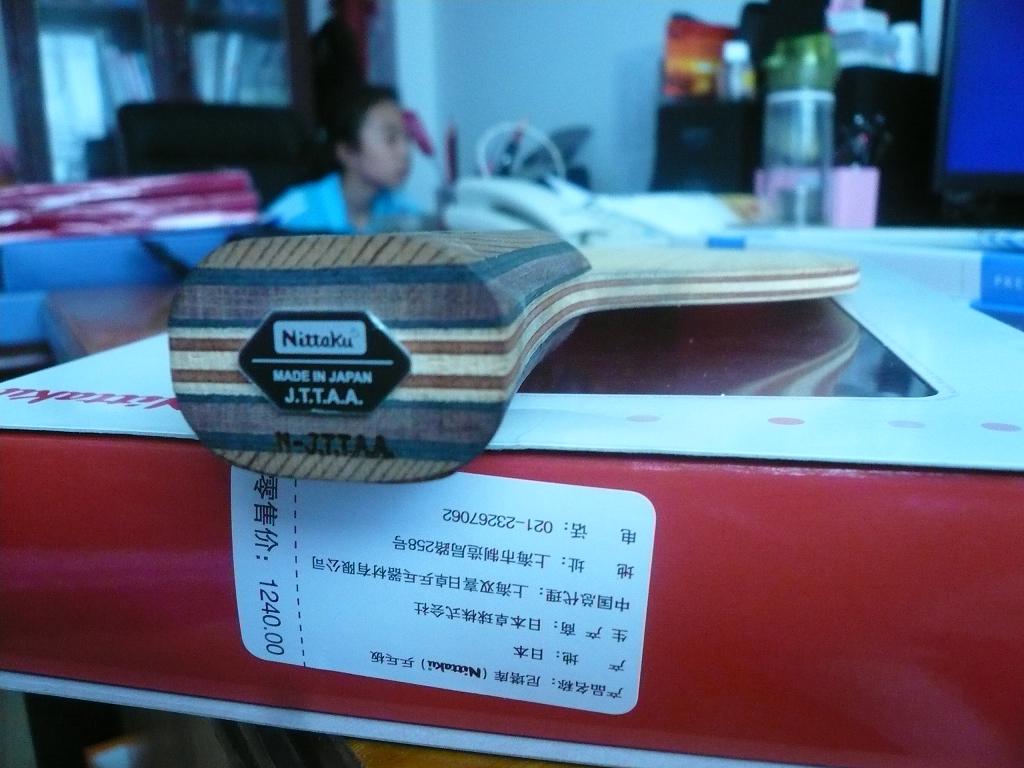 Nittaku
MADE IN JAPAN
J.T.T.A.A.
N-J.T.T.A.A
Nittaku
产品名称：尼塔库（Nittaku）乒乓板
产　地：日本
生 产 商：日本卓球株式会社
中国总代理：上海双喜日卓乒乓器材有限公司
地　址：上海市制造局路258号
电　话：021-23267062
零售价：1240.00
PRE